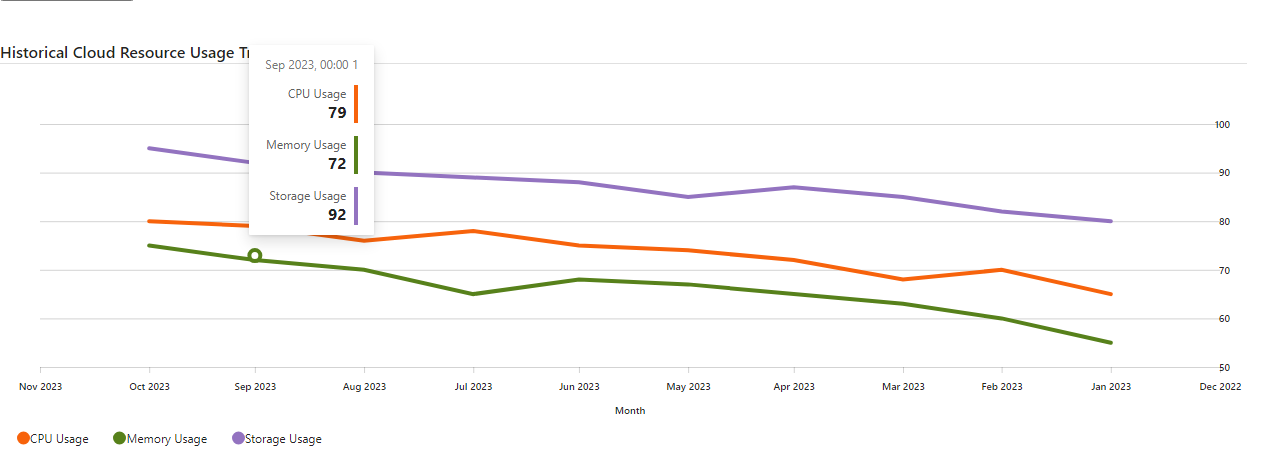 Historical Cloud Resource Usage Tr
Sep 2023, 00:00 1
CPU Usage
79
Memory Usage
72
Storage Usage
92
100
90
80
70
60
50
Nov 2023 Oct 2023 Sep 2023 Aug 2023 Jul 2023 Jun 2023 May 2023 Apr 2023 Mar 2023 Feb 2023 Jan 2023 Dec 2022
Month
CPU Usage Memory Usage Storage Usage